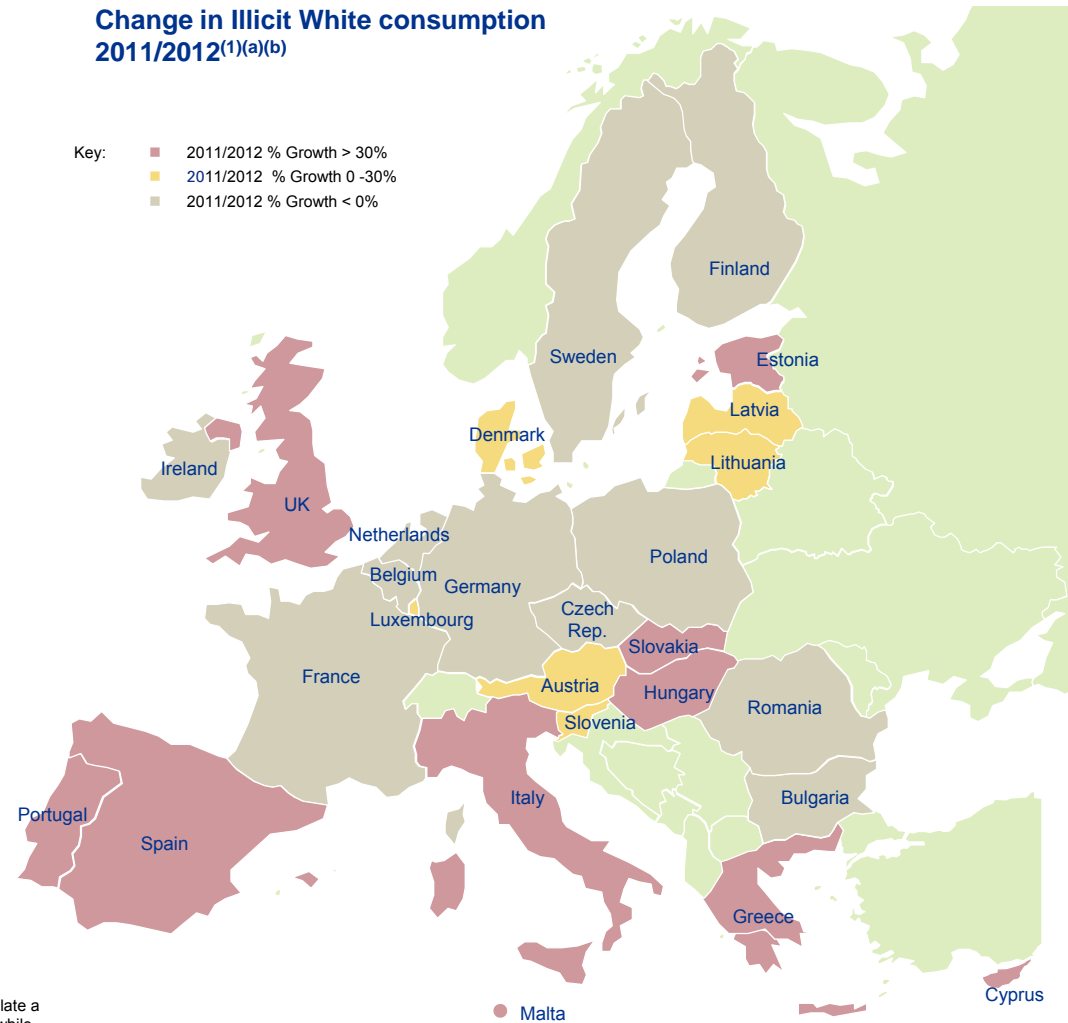 Change in Illicit White consumption
2011/2012(1)(a)(b)
Key:
2011/2012 % Growth > 30%
2011/2012 % Growth 0 -30%
2011/2012 % Growth < 0%
Finland
Sweden
Estonia
Latvia
Denmark
Lithuania
Ireland
UK
Netherlands
Poland
Belgium
Germany
Czech
Rep.
Luxembourg
Slovakia
France
Austria
Hungary
Romania
Slovenia
Italy
Bulgaria
Portugal
Spain
Greece
Cyprus
late a
Malta